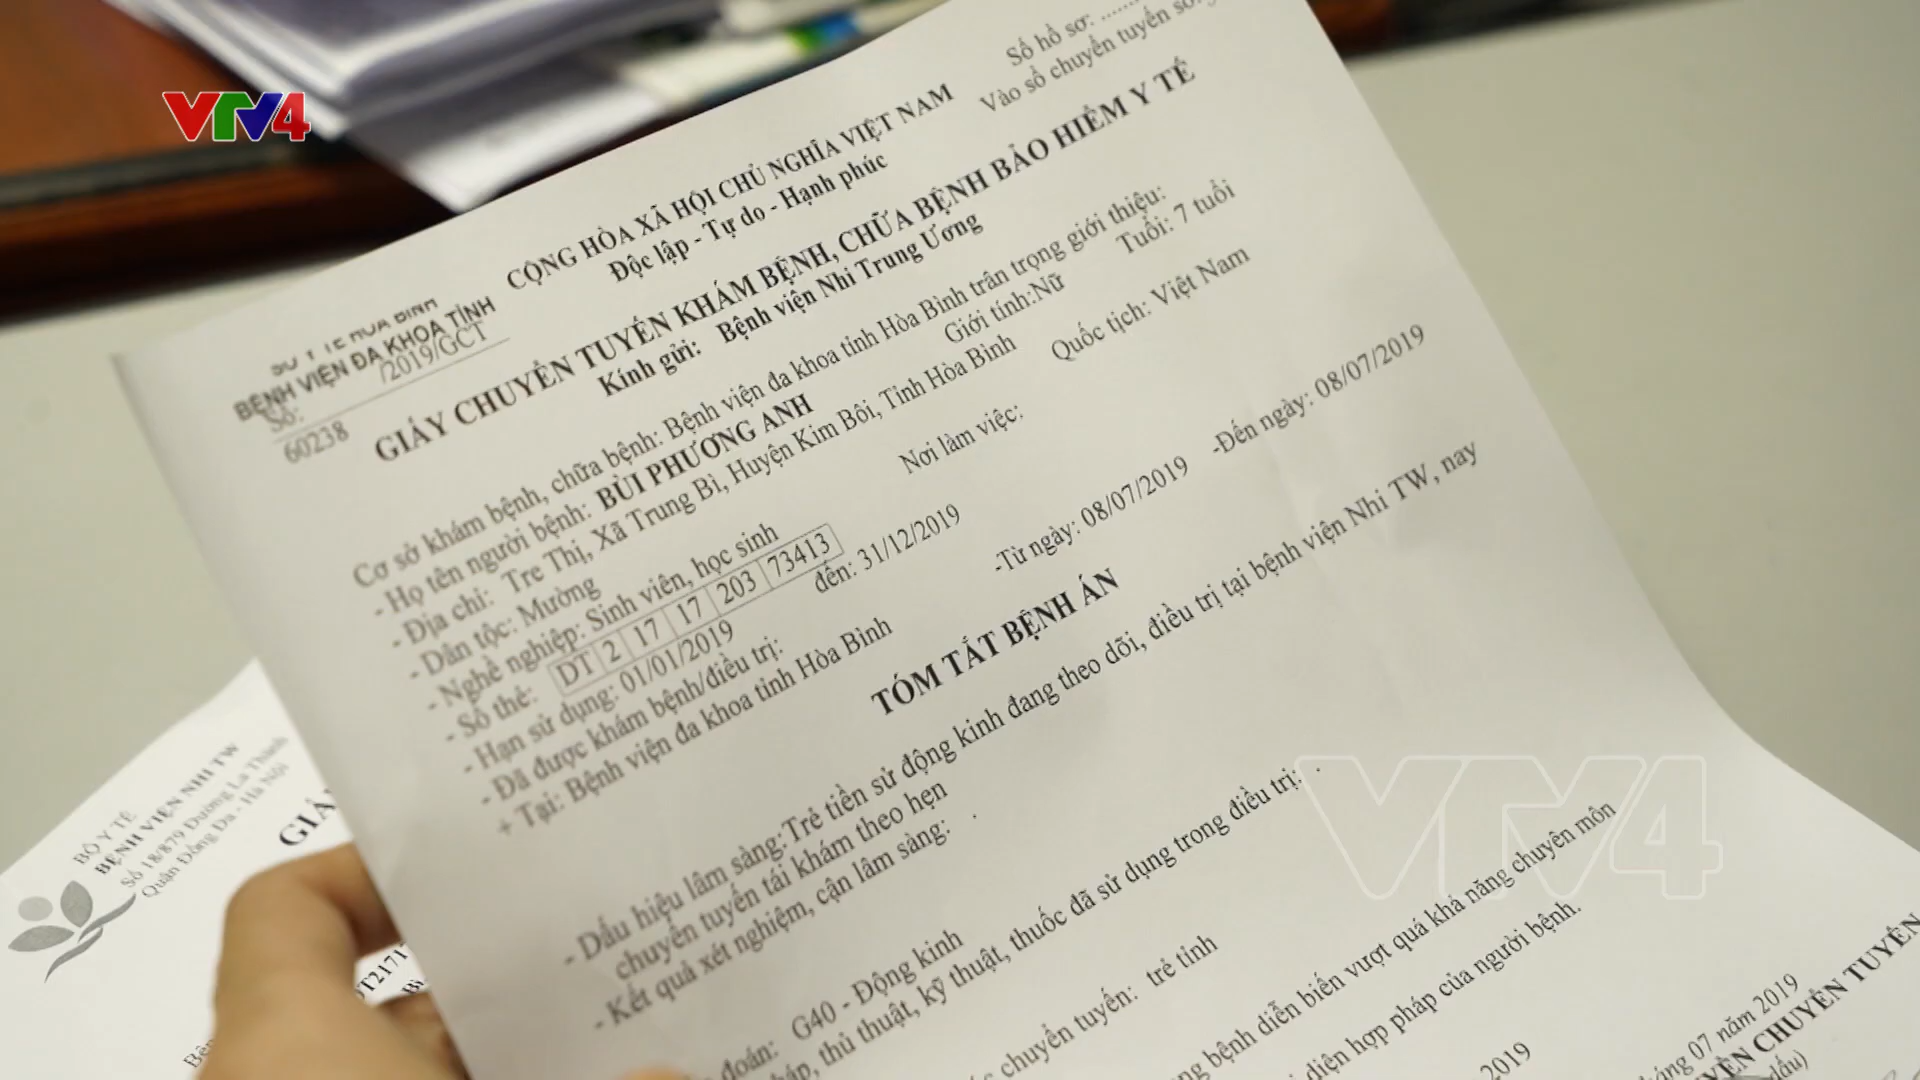 VTV4
Số hồ sơ: ........
Vào sổ chuyển tuyến số:
CỘNG HÒA XÃ HỘI CHỦ NGHĨA VIỆT NAM
Độc lập - Tự do - Hạnh phúc
BỆNH VIỆN ĐA KHOA TỈNH
Số: /2019/GCT
60238
GIẤY CHUYỂN TUYẾN KHÁM BỆNH, CHỮA BỆNH BẢO HIỂM Y TẾ
Kính gửi: Bệnh viện Nhi Trung Ương
Cơ sở khám bệnh, chữa bệnh: Bệnh viện đa khoa tỉnh Hòa Bình trân trọng giới thiệu:
- Họ tên người bệnh: BÙI PHƯƠNG ANH Giới tính:Nữ Tuổi: 7 tuổi
- Địa chỉ: Tre Thị, Xã Trung Bì, Huyện Kim Bôi, Tỉnh Hòa Bình
- Dân tộc: Mường Quốc tịch: Việt Nam
- Nghề nghiệp: Sinh viên, học sinh Nơi làm việc:
- Số thẻ: DT 2 17 17 203 73413
- Hạn sử dụng: 01/01/2019 đến: 31/12/2019
- Đã được khám bệnh/điều trị:
+ Tại: Bệnh viện đa khoa tỉnh Hòa Bình -Từ ngày: 08/07/2019 -Đến ngày: 08/07/2019
TÓM TẮT BỆNH ÁN
- Dấu hiệu lâm sàng:Trẻ tiền sử động kinh đang theo dõi, điều trị tại bệnh viện Nhi TW, nay
chuyển tuyến tái khám theo hẹn
- Kết quả xét nghiệm, cận lâm sàng: .
đoán: G40 - Động kinh
thủ thuật, kỹ thuật, thuốc đã sử dụng trong điều trị: .
chuyển tuyến: trẻ tỉnh
bệnh diễn biến vượt quá khả năng chuyên môn
diện hợp pháp của người bệnh.
2019
07 năm 2019
CHUYỂN TUYẾN
dấu)
BỘ Y TẾ
BỆNH VIỆN NHI TW
Số 18/879 Đường La Thành
Quận Đống Đa - Hà Nội
VTV4